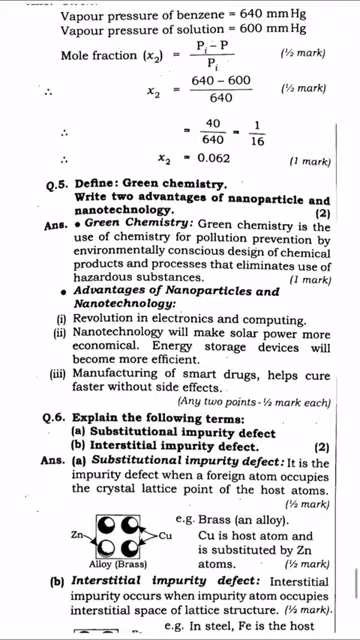 Vapour pressure of benzene = 640 mm Hg
Vapour pressure of solution = 600 mm Hg
Mole fraction (x₂) = (Pᵢ − P)/Pᵢ (½ mark)
∴ x₂ = (640 − 600)/640 (½ mark)
∴ = 40/640 = 1/16
∴ x₂ = 0.062 (1 mark)
Q.5 Define: Green chemistry.
Write two advantages of nanoparticle and
nanotechnology. (2)
Ans. • Green Chemistry: Green chemistry is the
use of chemistry for pollution prevention by
environmentally conscious design of chemical
products and processes that eliminates use of
hazardous substances. (1 mark)
• Advantages of Nanoparticles and
Nanotechnology:
(i) Revolution in electronics and computing.
(ii) Nanotechnology will make solar power more
economical. Energy storage devices will
become more efficient.
(iii) Manufacturing of smart drugs, helps cure
faster without side effects.
(Any two points - ½ mark each)
Q.6 Explain the following terms:
(a) Substitutional impurity defect
(b) Interstitial impurity defect. (2)
Ans. (a) Substitutional impurity defect: It is the
impurity defect when a foreign atom occupies
the crystal lattice point of the host atoms.
(½ mark)
Zn
Cu
Alloy (Brass)
e.g. Brass (an alloy).
Cu is host atom and
is substituted by Zn
atoms. (½ mark)
(b) Interstitial impurity defect: Interstitial
impurity occurs when impurity atom occupies
interstitial space of lattice structure. (½ mark).
e.g. In steel, Fe is the host